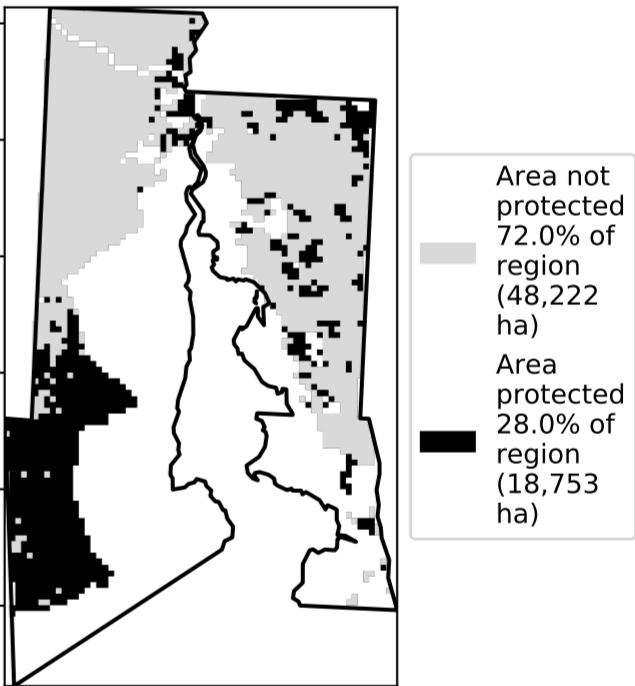 Area not
protected
72.0% of
region
(48,222
ha)
Area
protected
28.0% of
region
(18,753
ha)